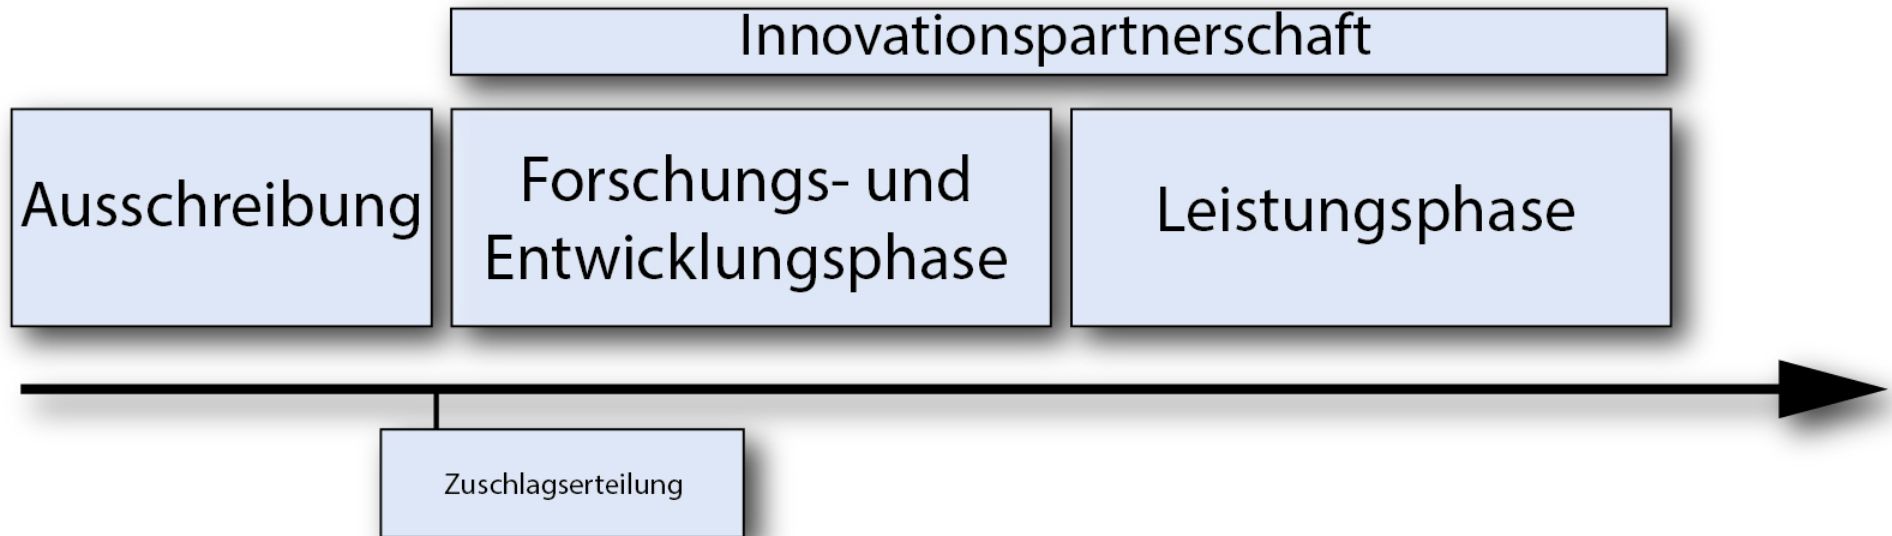 Innovationspartnerschaft
Ausschreibung
Forschungs- und
Entwicklungsphase
Leistungsphase
Zuschlagserteilung